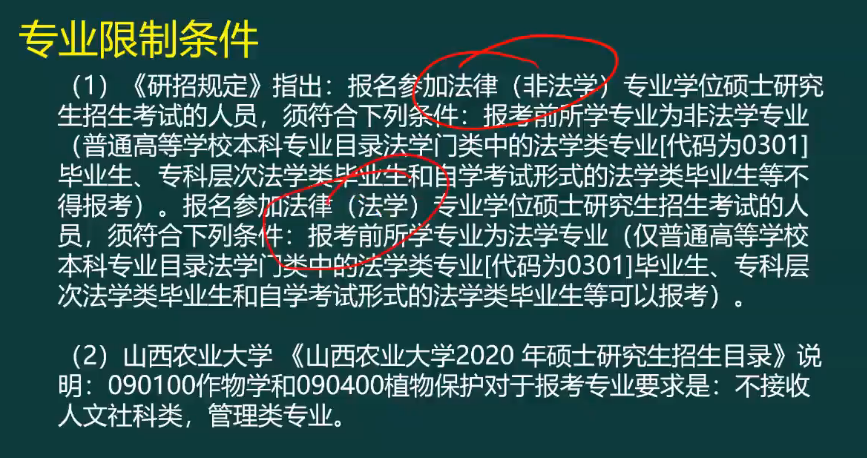 专业限制条件
（1）《研招规定》指出：报名参加法律（非法学）专业学位硕士研究
生招生考试的人员，须符合下列条件：报考前所学专业为非法学专业
（普通高等学校本科专业目录法学门类中的法学类专业[代码为0301]
毕业生、专科层次法学类毕业生和自学考试形式的法学类毕业生等不
得报考）。报名参加法律（法学）专业学位硕士研究生招生考试的人
员，须符合下列条件：报考前所学专业为法学专业（仅普通高等学校
本科专业目录法学门类中的法学类专业[代码为0301]毕业生、专科层
次法学类毕业生和自学考试形式的法学类毕业生等可以报考）。
（2）山西农业大学 《山西农业大学2020 年硕士研究生招生目录》说
明：090100作物学和090400植物保护对于报考专业要求是：不接收
人文社科类，管理类专业。